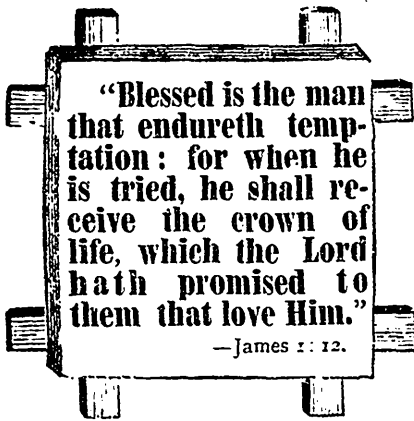 “Blessed is the man
that endureth temp-
tation: for when he
is tried, he shall re-
ceive the crown of
life, which the Lord
hath promised to
them that love Him.”
—James 1: 12.